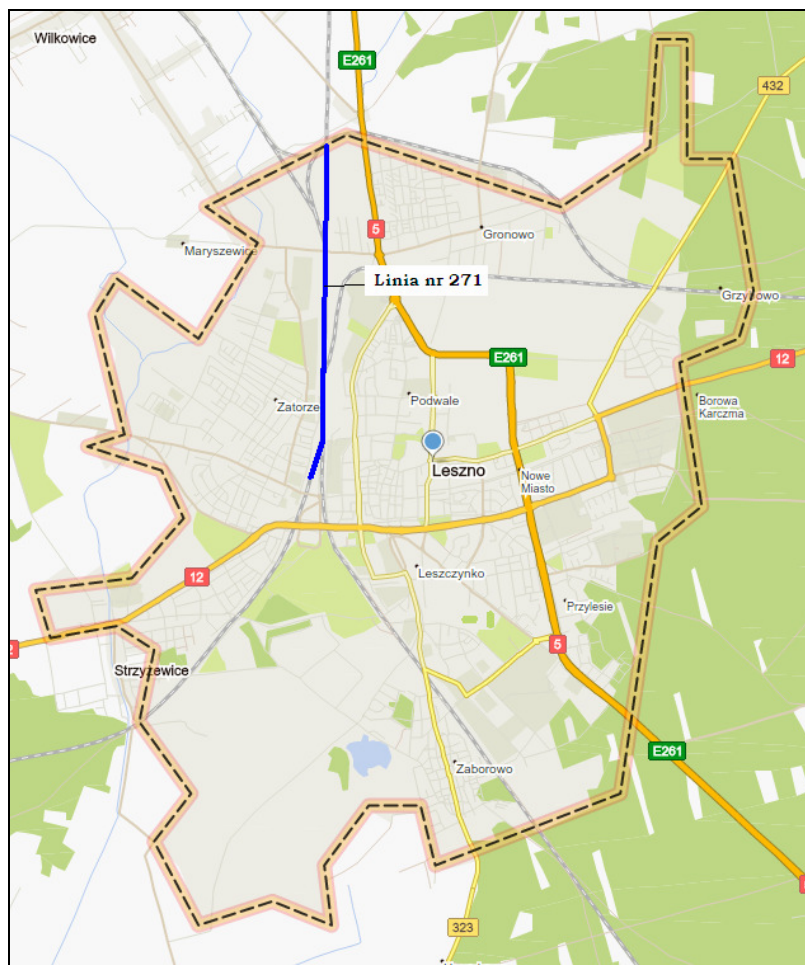 Wilkowice
E261
432
5
Gronowo
Maryszewice
Linia nr 271
Grzybowo
E261
12
Podwale
Zatorze
Borowa
Karczma
Leszno
Nowe
Miasto
12
Leszczynko
Przylesie
5
Strzyżewice
E261
Zaborowo
323